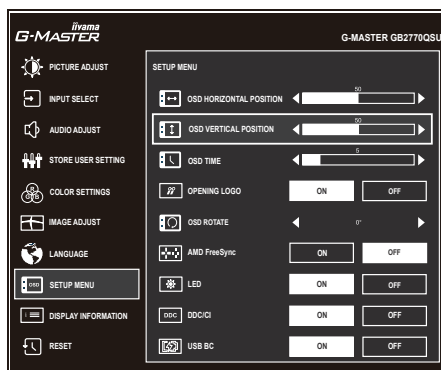 iiyama
G-MASTER
G-MASTER GB2770QSU
PICTURE ADJUST
INPUT SELECT
AUDIO ADJUST
STORE USER SETTING
R
G B
COLOR SETTINGS
IMAGE ADJUST
LANGUAGE
OSD
SETUP MENU
i
DISPLAY INFORMATION
RESET
SETUP MENU
OSD HORIZONTAL POSITION 50
OSD VERTICAL POSITION 50
OSD TIME 5
OPENING LOGO ON OFF
OSD ROTATE 0°
AMD FreeSync ON OFF
LED ON OFF
DDC DDC/CI ON OFF
USB BC ON OFF